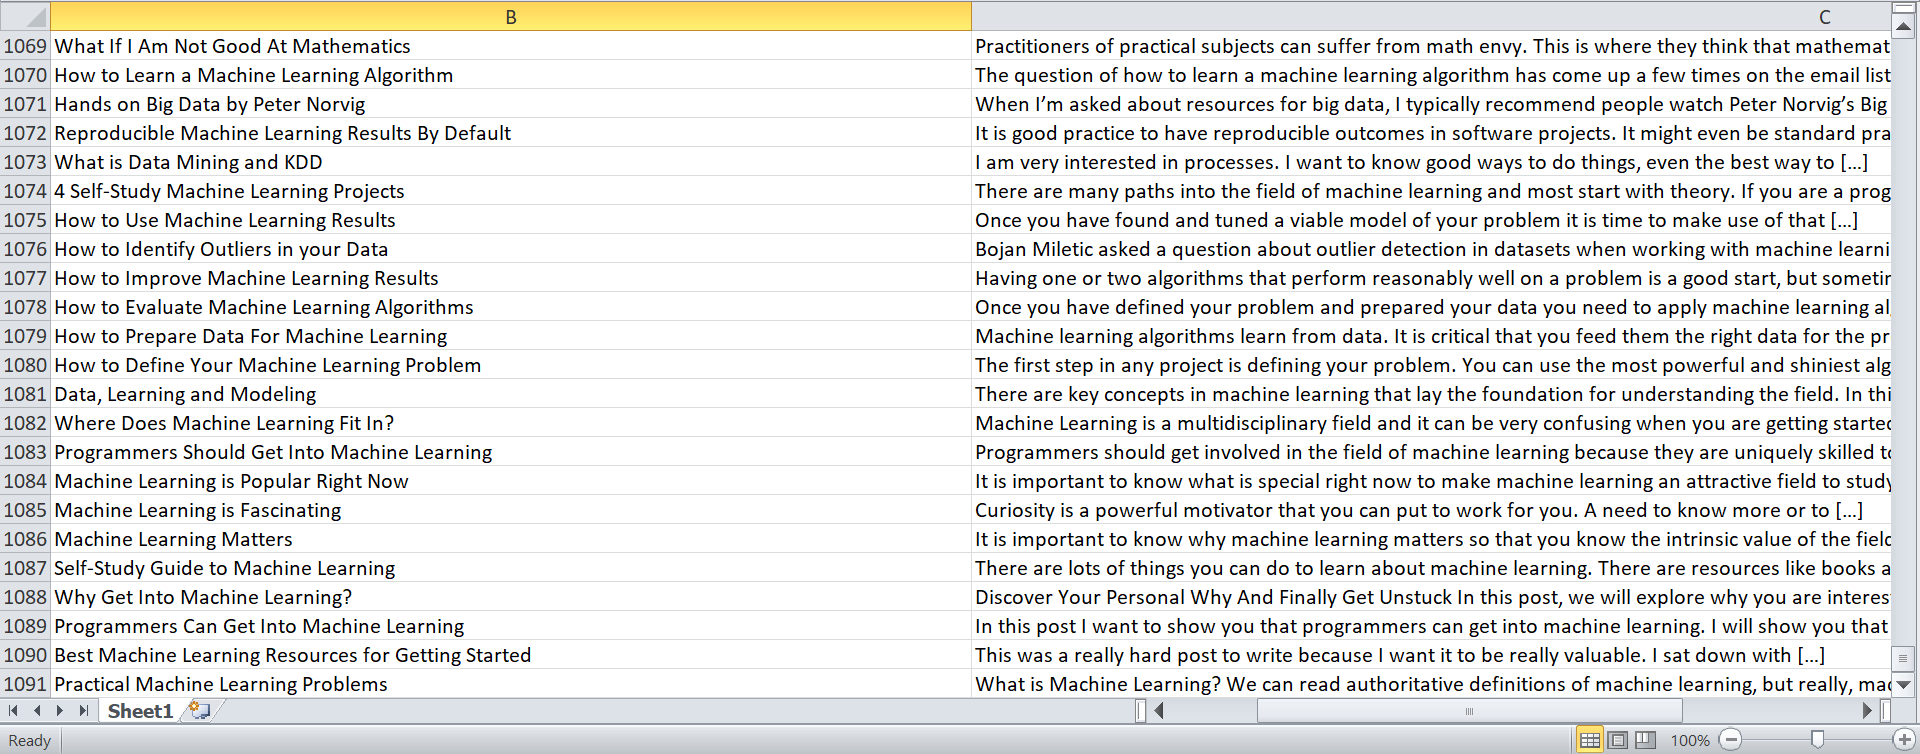 B C
1069 What If I Am Not Good At Mathematics Practitioners of practical subjects can suffer from math envy. This is where they think that mathemat
1070 How to Learn a Machine Learning Algorithm The question of how to learn a machine learning algorithm has come up a few times on the email list
1071 Hands on Big Data by Peter Norvig When I’m asked about resources for big data, I typically recommend people watch Peter Norvig’s Big
1072 Reproducible Machine Learning Results By Default It is good practice to have reproducible outcomes in software projects. It might even be standard pra
1073 What is Data Mining and KDD I am very interested in processes. I want to know good ways to do things, even the best way to [...]
1074 4 Self-Study Machine Learning Projects There are many paths into the field of machine learning and most start with theory. If you are a prog
1075 How to Use Machine Learning Results Once you have found and tuned a viable model of your problem it is time to make use of that [...]
1076 How to Identify Outliers in your Data Bojan Miletic asked a question about outlier detection in datasets when working with machine learni
1077 How to Improve Machine Learning Results Having one or two algorithms that perform reasonably well on a problem is a good start, but
1078 How to Evaluate Machine Learning Algorithms Once you have defined your problem and prepared your data you need to apply machine learning al
1079 How to Prepare Data For Machine Learning Machine learning algorithms learn from data. It is critical that you feed them the right data for the pr
1080 How to Define Your Machine Learning Problem The first step in any project is defining your problem. You can use the most powerful and shiniest alg
1081 Data, Learning and Modeling There are key concepts in machine learning that lay the foundation for understanding the field. In thi
1082 Where Does Machine Learning Fit In? Machine Learning is a multidisciplinary field and it can be very confusing when you are getting started
1083 Programmers Should Get Into Machine Learning Programmers should get involved in the field of machine learning because they are uniquely skilled to
1084 Machine Learning is Popular Right Now It is important to know what is special right now to make machine learning an attractive field to study
1085 Machine Learning is Fascinating Curiosity is a powerful motivator that you can put to work for you. A need to know more or to [...]
1086 Machine Learning Matters It is important to know why machine learning matters so that you know the intrinsic value of the field
1087 Self-Study Guide to Machine Learning There are lots of things you can do to learn about machine learning. There are resources like books a
1088 Why Get Into Machine Learning? Discover Your Personal Why And Finally Get Unstuck In this post, we will explore why you are interes
1089 Programmers Can Get Into Machine Learning In this post I want to show you that programmers can get into machine learning. I will show you that
1090 Best Machine Learning Resources for Getting Started This was a really hard post to write because I want it to be really valuable. I sat down with [...]
1091 Practical Machine Learning Problems What is Machine Learning? We can read authoritative definitions of machine learning, but really, mac
Sheet1
Ready 100%